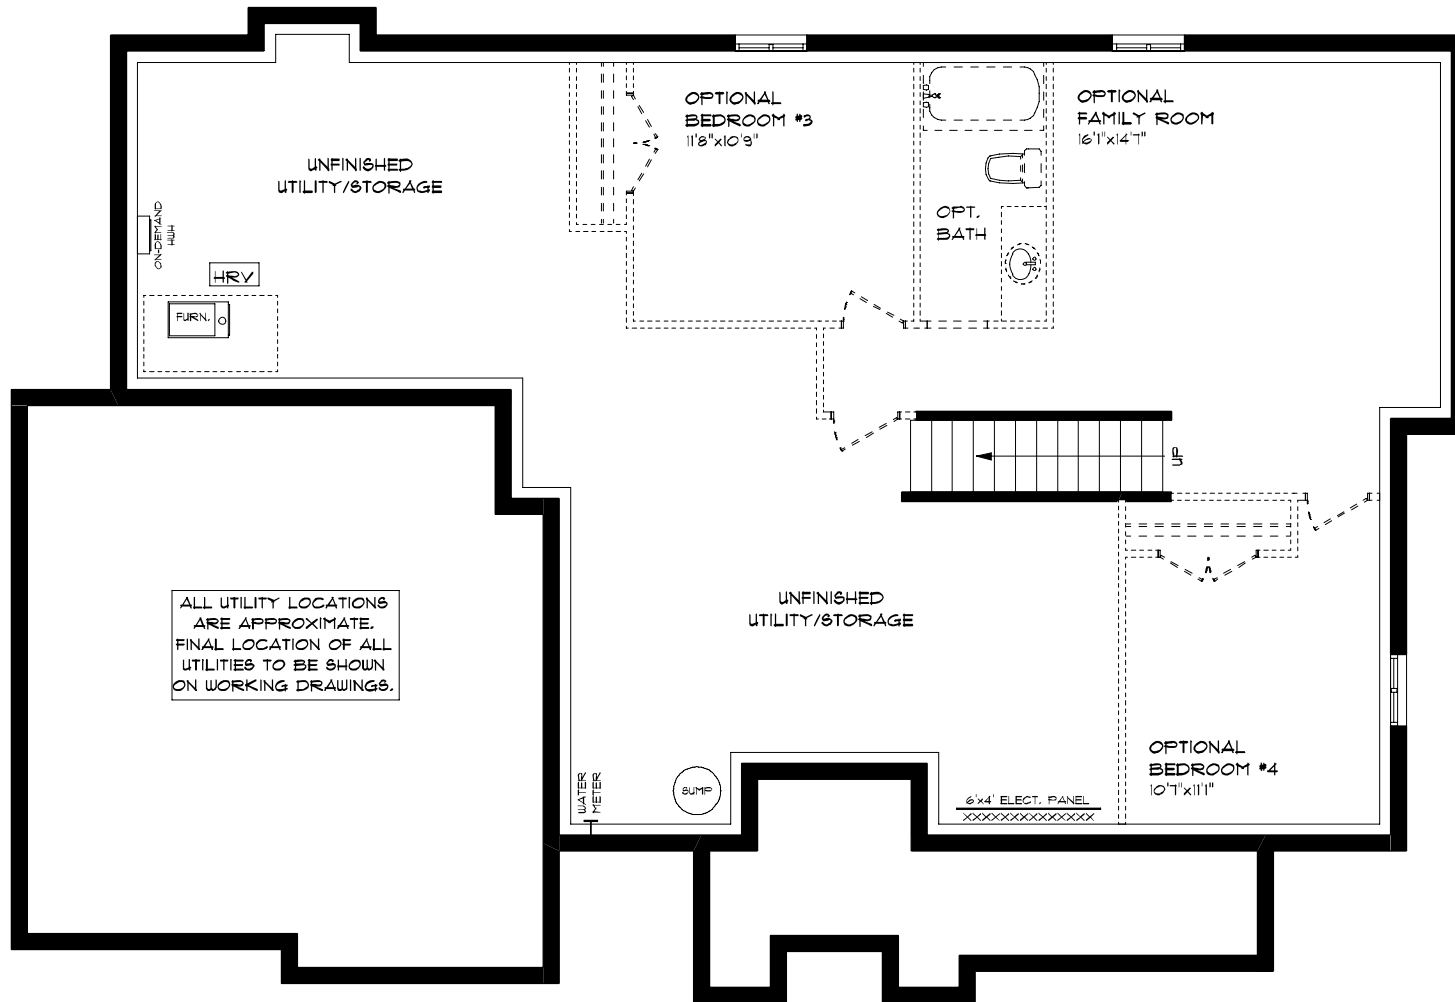 OPTIONAL
BEDROOM #3
11'8"x10'9"
OPTIONAL
FAMILY ROOM
16'1"x14'7"
UNFINISHED
UTILITY/STORAGE
ON-DEMAND
HWH
OPT.
BATH
HRV
FURN.
UP
ALL UTILITY LOCATIONS
ARE APPROXIMATE.
FINAL LOCATION OF ALL
UTILITIES TO BE SHOWN
ON WORKING DRAWINGS.
UNFINISHED
UTILITY/STORAGE
OPTIONAL
BEDROOM #4
10'7"x11'1"
WATER
METER
SUMP
6'x4' ELECT. PANEL